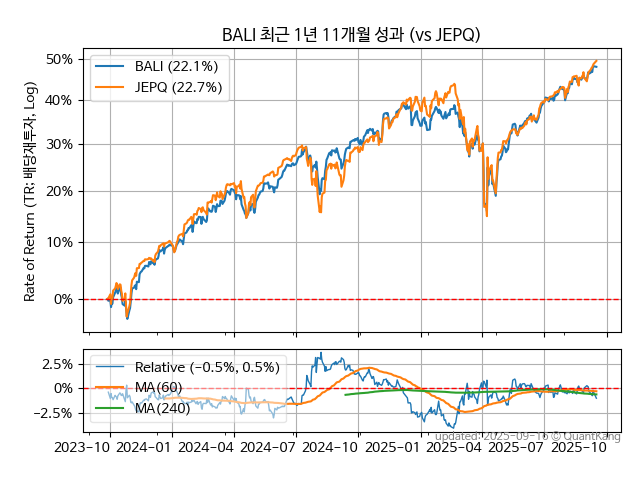 BALI 최근 1년 11개월 성과 (vs JEPQ)
Rate of Return (TR: 배당재투자, Log)
50%
40%
30%
20%
10%
0%
BALI (22.1%)
JEPQ (22.7%)
2.5%
0%
−2.5%
Relative (−0.5%, 0.5%)
MA(60)
MA(240)
updated: 2025-09-16 © QuantKang
2023-10 2024-01 2024-04 2024-07 2024-10 2025-01 2025-04 2025-07 2025-10